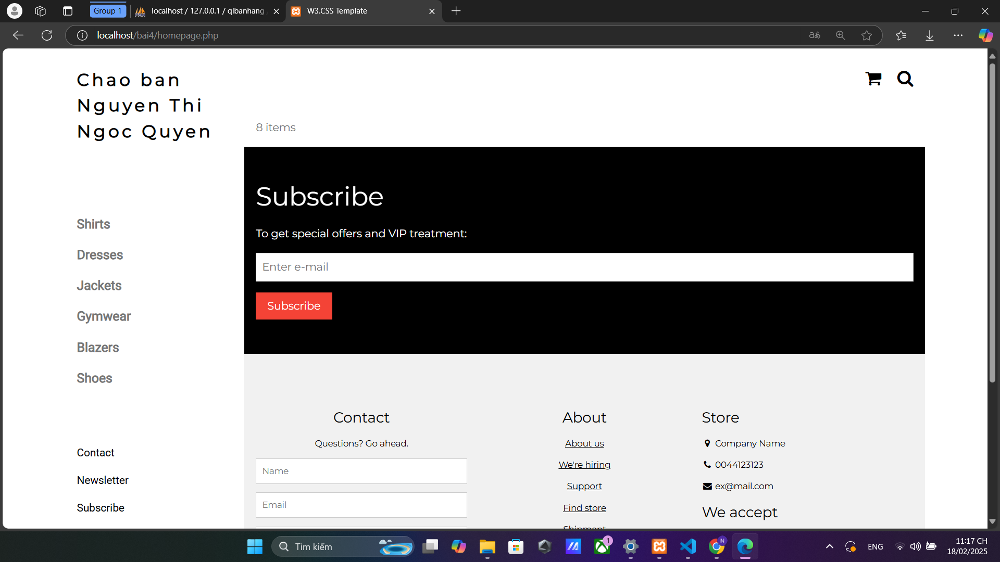 Group 1
localhost / 127.0.0.1 / qlbanhang
W3.CSS Template
localhost/bai4/homepage.php
Chao ban
Nguyen Thi
Ngoc Quyen
8 items
Subscribe
To get special offers and VIP treatment:
Enter e-mail
Subscribe
Shirts
Dresses
Jackets
Gymwear
Blazers
Shoes
Contact
Newsletter
Subscribe
Contact
Questions? Go ahead.
Name
Email
About
About us
We're hiring
Support
Find store
Shipment
Store
Company Name
0044123123
ex@mail.com
We accept
Tìm kiếm
1
N
ENG
11:17 CH
18/02/2025